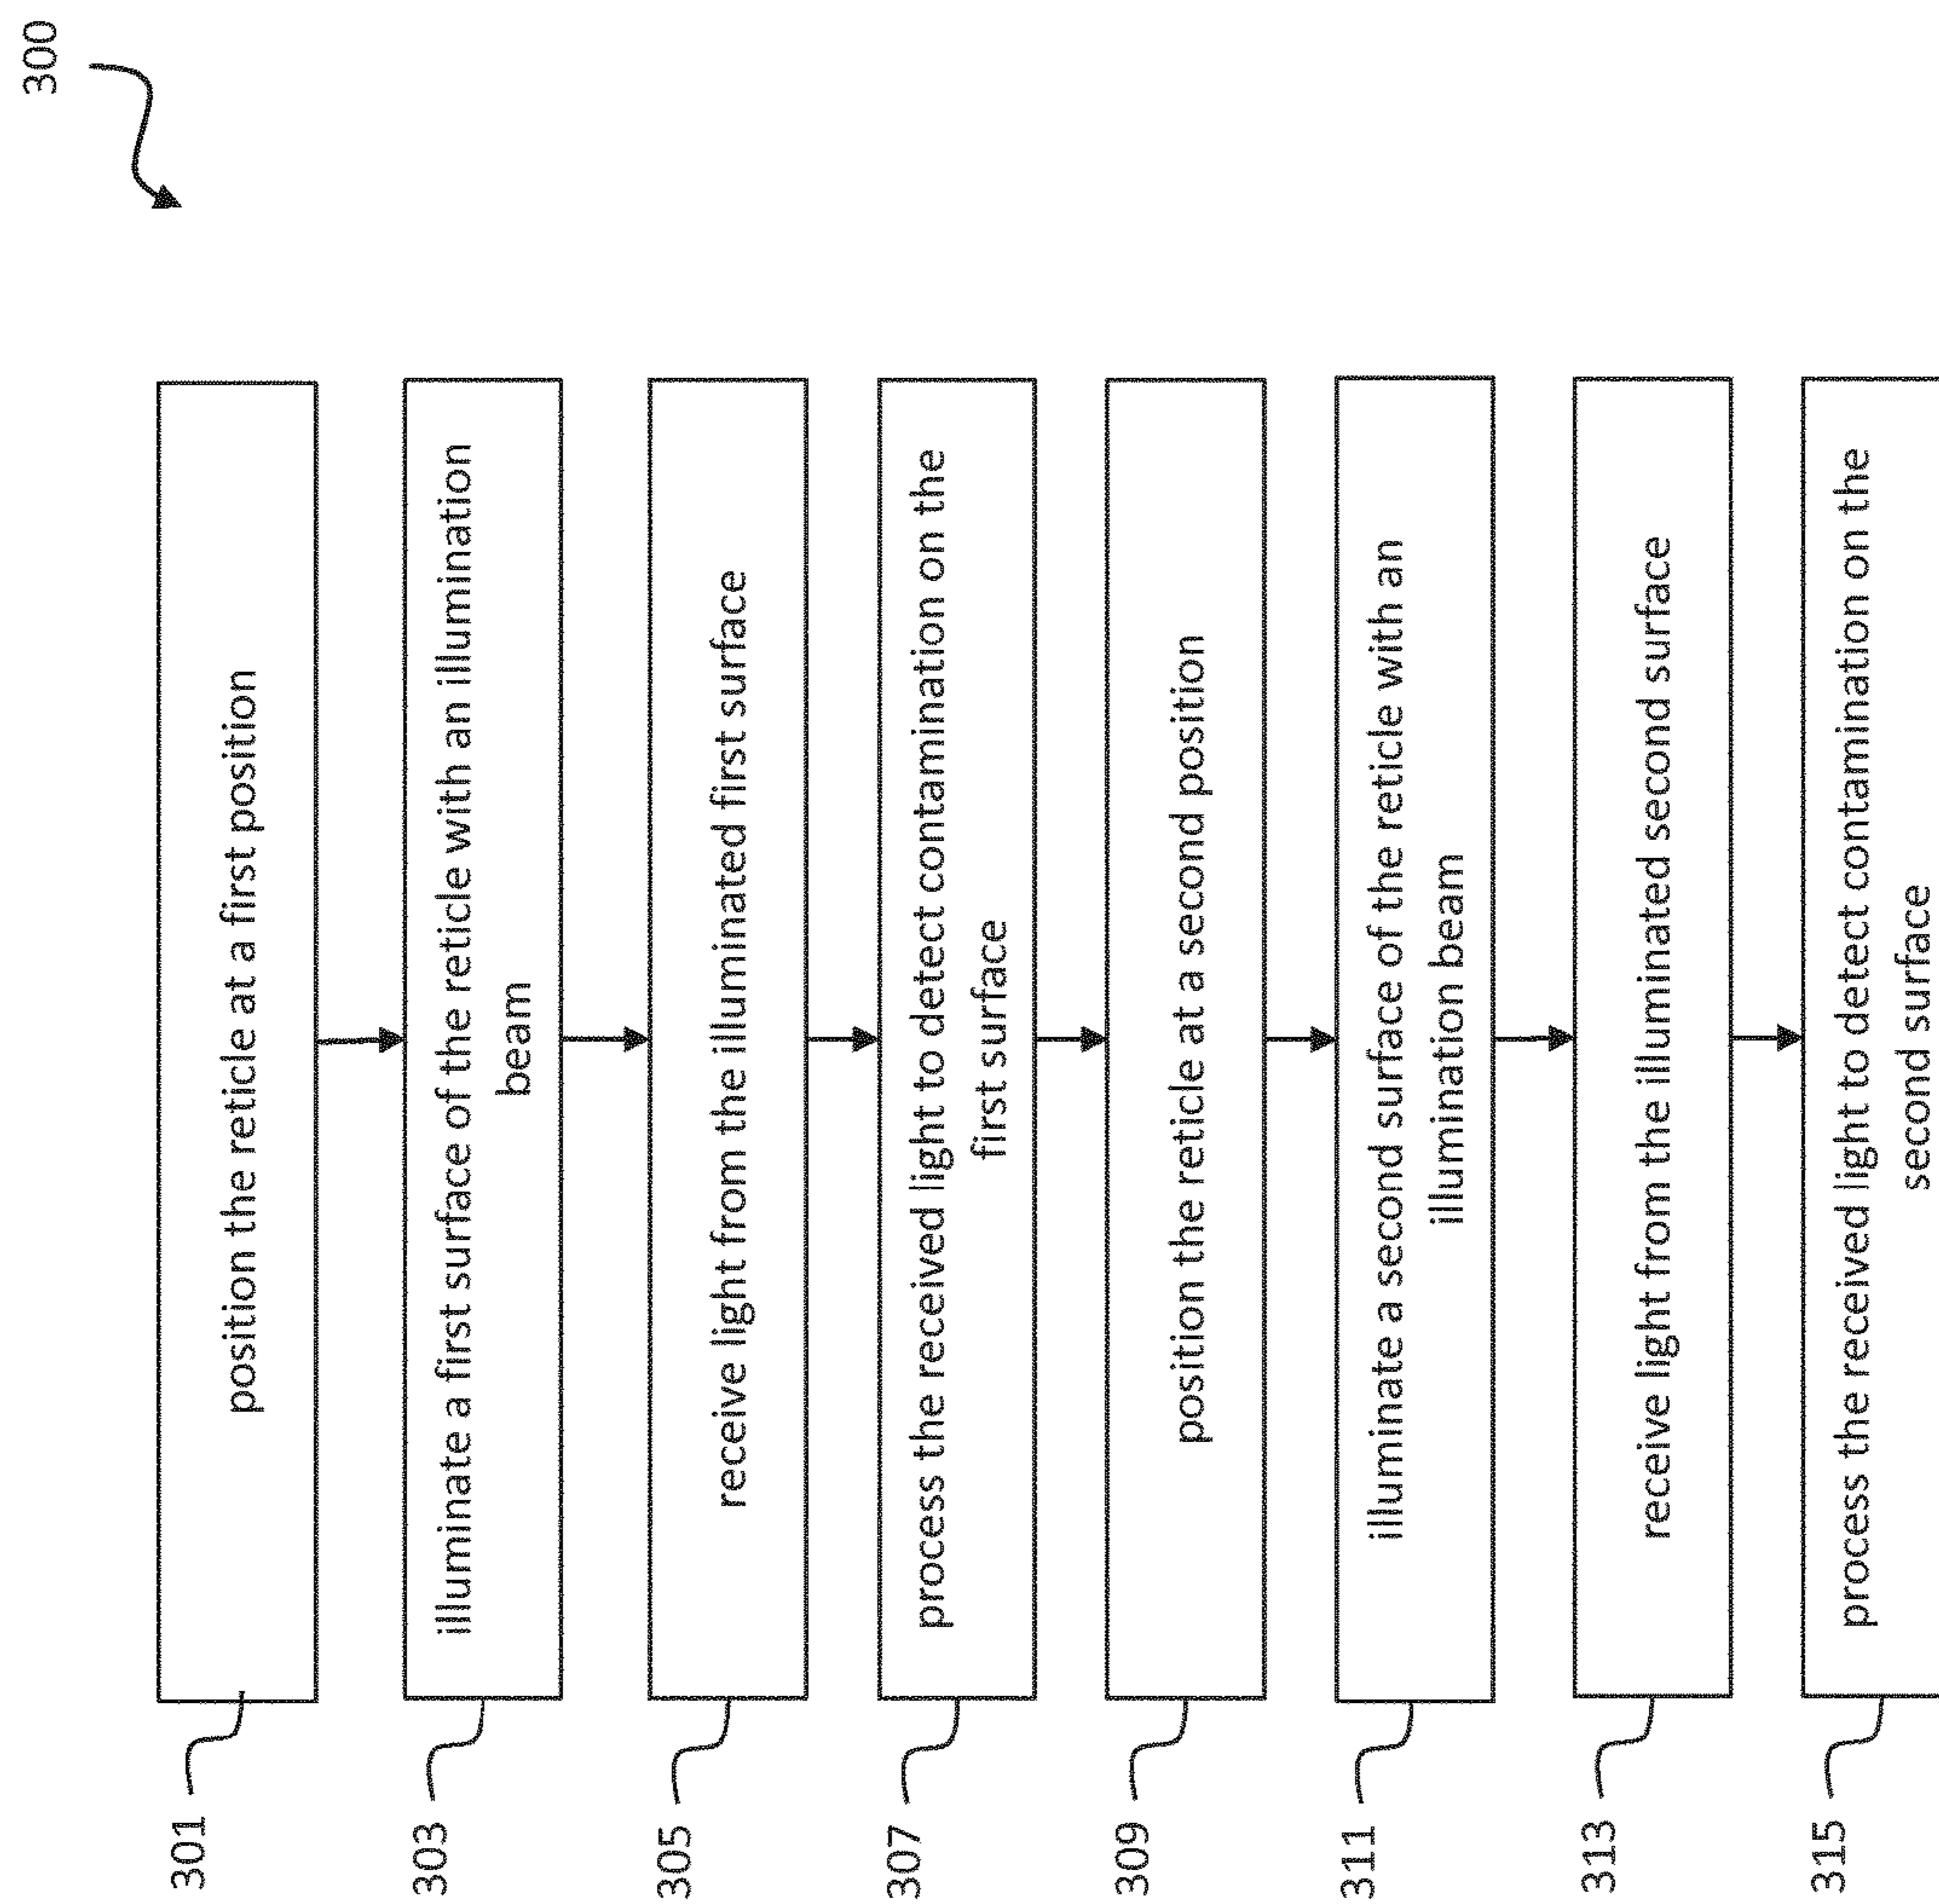 300
301
position the reticle at a first position
303
illuminate a first surface of the reticle with an illumination
beam
305
receive light from the illuminated first surface
307
process the received light to detect contamination on the
first surface
309
position the reticle at a second position
311
illuminate a second surface of the reticle with an
illumination beam
313
receive light from the illuminated second surface
315
process the received light to detect contamination on the
second surface